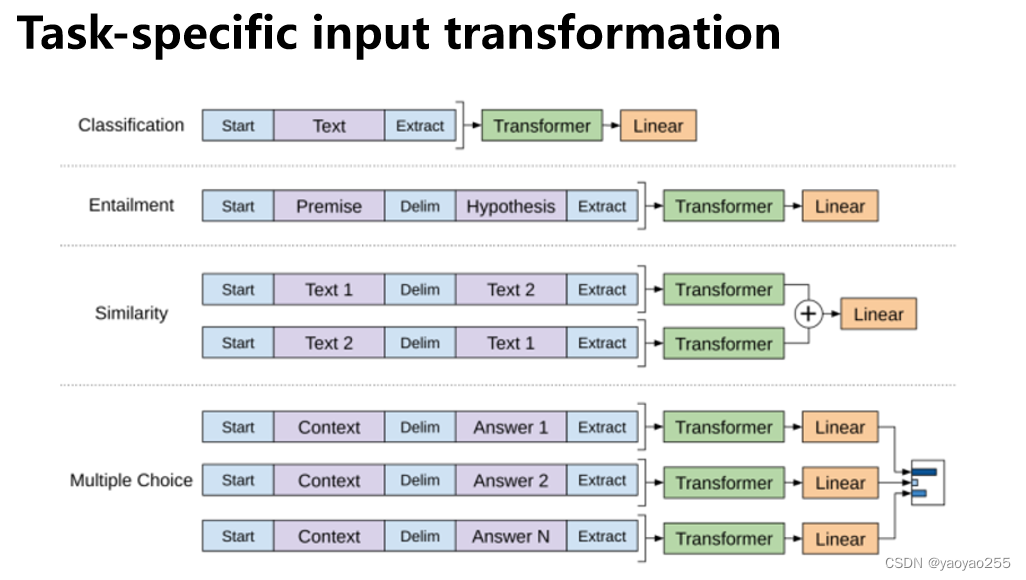 Task-specific input transformation
Classification Start Text Extract Transformer Linear
Entailment Start Premise Delim Hypothesis Extract Transformer Linear
Start Text 1 Delim Text 2 Extract Transformer
Similarity + Linear
Start Text 2 Delim Text 1 Extract Transformer
Start Context Delim Answer 1 Extract Transformer Linear
Multiple Choice Start Context Delim Answer 2 Extract Transformer Linear
Start Context Delim Answer N Extract Transformer Linear
CSDN @yaoyao255